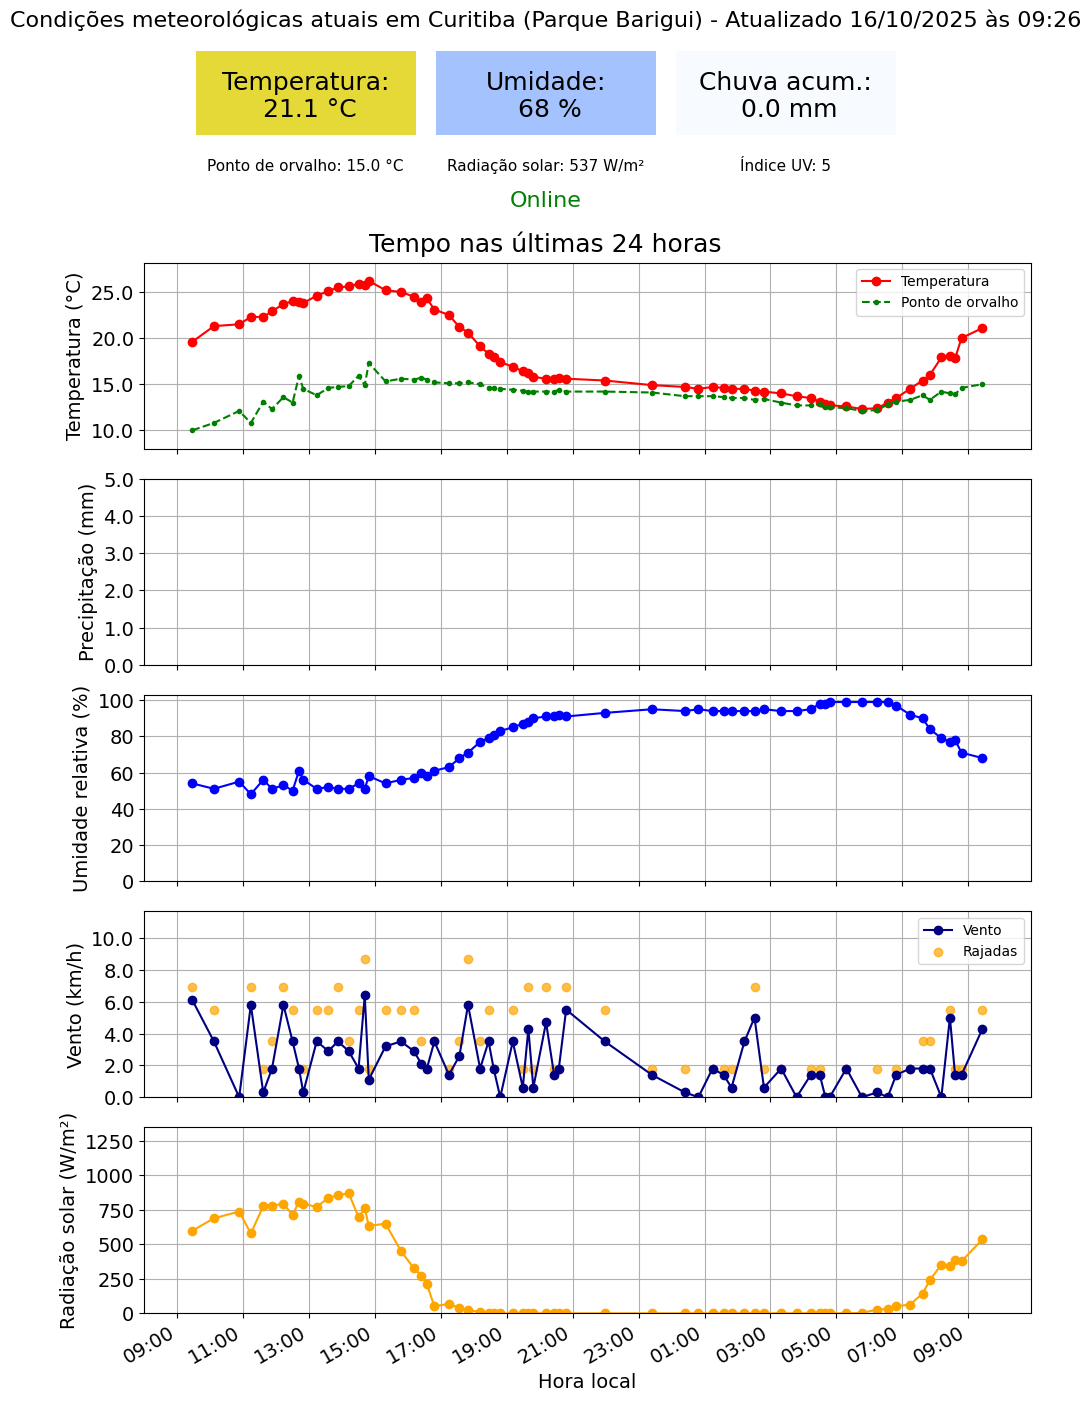 Condições meteorológicas atuais em Curitiba (Parque Barigui) - Atualizado 16/10/2025 às 09:26
Temperatura:
21.1 °C
Umidade:
68 %
Chuva acum.:
0.0 mm
Ponto de orvalho: 15.0 °C
Radiação solar: 537 W/m²
Índice UV: 5
Online
Tempo nas últimas 24 horas
Temperatura (°C)
25.0
20.0
15.0
10.0
Temperatura
Ponto de orvalho
Precipitação (mm)
5.0
4.0
3.0
2.0
1.0
0.0
Umidade relativa (%)
100
80
60
40
20
0
Vento (km/h)
10.0
8.0
6.0
4.0
2.0
0.0
Vento
Rajadas
Radiação solar (W/m²)
1250
1000
750
500
250
0
09:00
11:00
13:00
15:00
17:00
19:00
21:00
23:00
01:00
03:00
05:00
07:00
09:00
Hora local